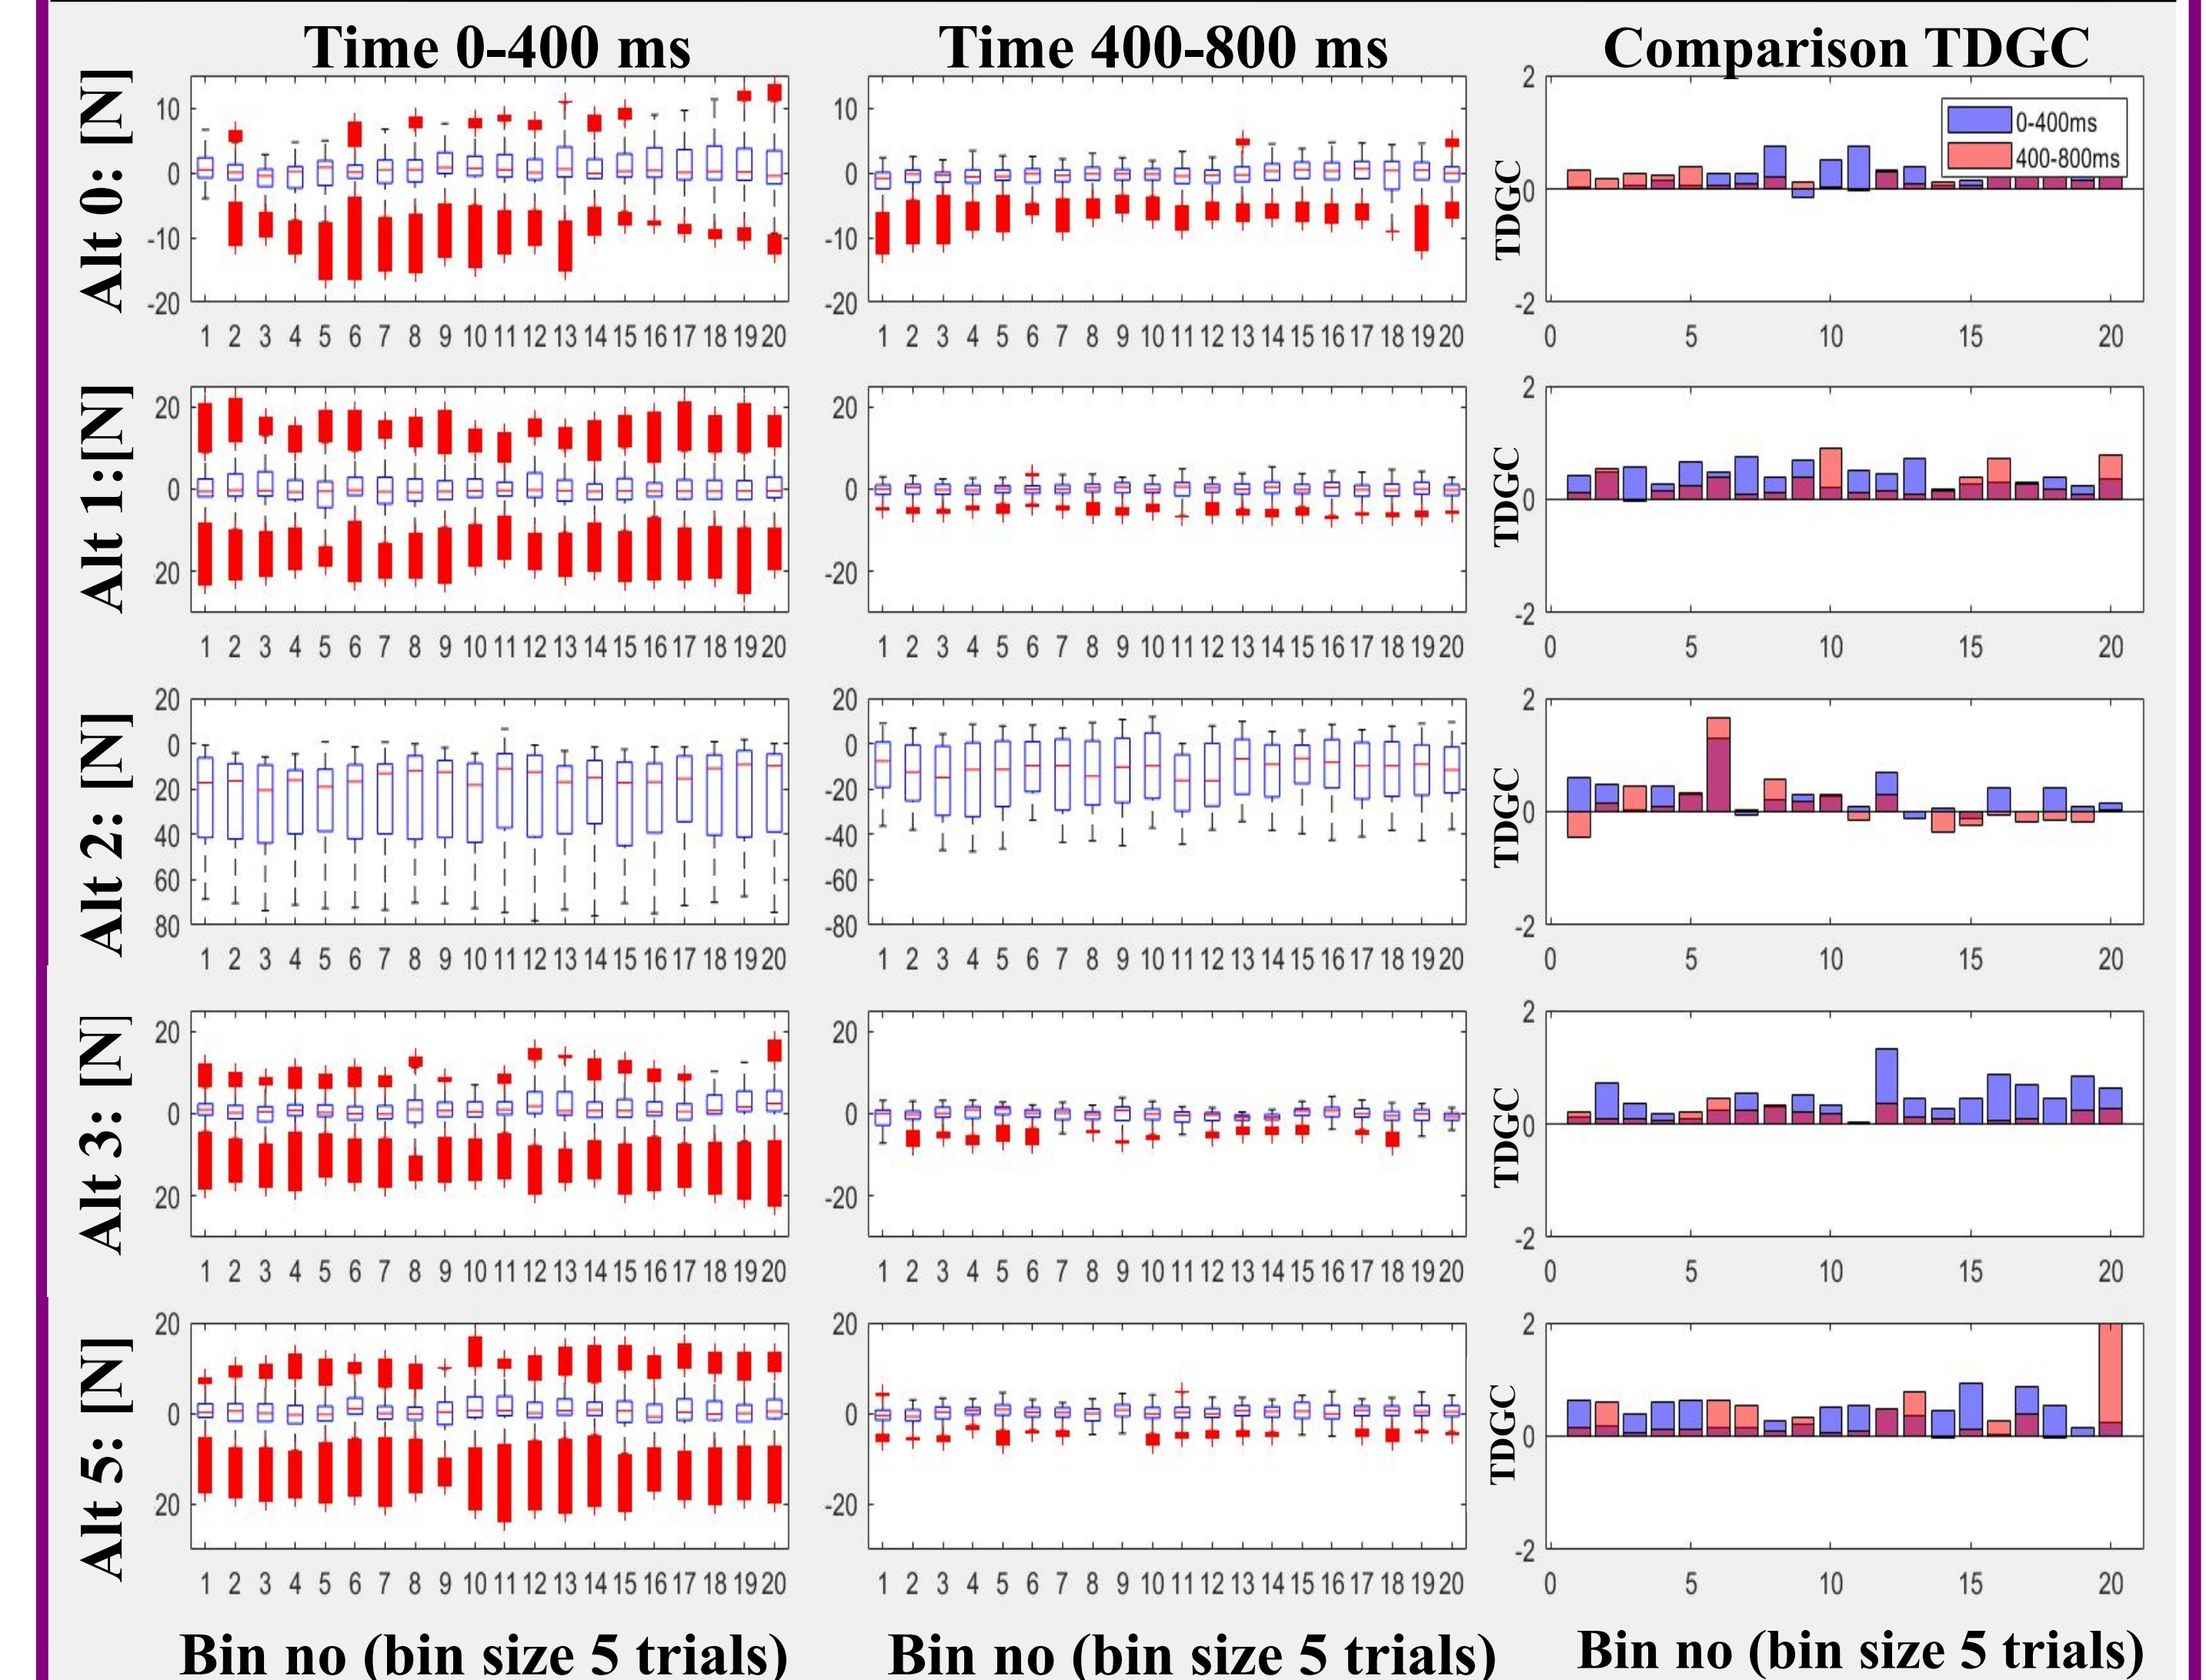 Time 0-400 ms Time 400-800 ms Comparison TDGC
Alt 0: [N]
10
0
-10
-20
1 2 3 4 5 6 7 8 9 10 11 12 13 14 15 16 17 18 19 20
10
0
-10
-20
1 2 3 4 5 6 7 8 9 10 11 12 13 14 15 16 17 18 19 20
TDGC
2
0
-2
0 5 10 15 20
0-400ms
400-800ms
Alt 1:[N]
20
0
20
1 2 3 4 5 6 7 8 9 10 11 12 13 14 15 16 17 18 19 20
20
0
-20
1 2 3 4 5 6 7 8 9 10 11 12 13 14 15 16 17 18 19 20
TDGC
2
0
-2
0 5 10 15 20
Alt 2: [N]
20
0
20
40
60
80
1 2 3 4 5 6 7 8 9 10 11 12 13 14 15 16 17 18 19 20
20
0
-20
-40
-60
-80
1 2 3 4 5 6 7 8 9 10 11 12 13 14 15 16 17 18 19 20
TDGC
2
0
-2
0 5 10 15 20
Alt 3: [N]
20
0
20
1 2 3 4 5 6 7 8 9 10 11 12 13 14 15 16 17 18 19 20
20
0
-20
1 2 3 4 5 6 7 8 9 10 11 12 13 14 15 16 17 18 19 20
TDGC
2
0
-2
0 5 10 15 20
Alt 5: [N]
20
0
20
1 2 3 4 5 6 7 8 9 10 11 12 13 14 15 16 17 18 19 20
20
0
-20
1 2 3 4 5 6 7 8 9 10 11 12 13 14 15 16 17 18 19 20
TDGC
2
0
-2
0 5 10 15 20
Bin no (bin size 5 trials) Bin no (bin size 5 trials) Bin no (bin size 5 trials)